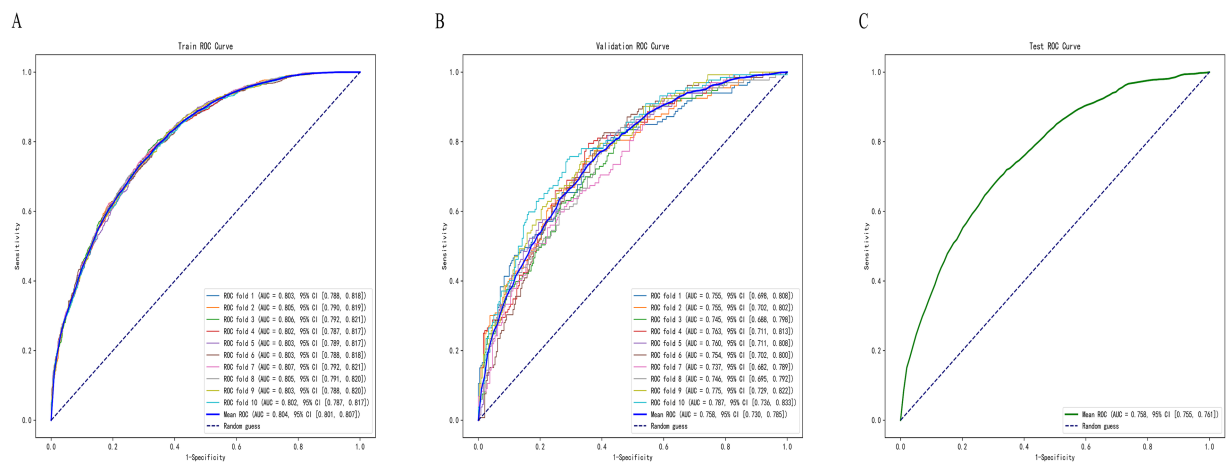 A
Train ROC Curve
Sensitivity
1.0
0.8
0.6
0.4
0.2
0.0
0.0 0.2 0.4 0.6 0.8 1.0
1-Specificity
ROC fold 1 (AUC = 0.803, 95% CI [0.788, 0.818])
ROC fold 2 (AUC = 0.805, 95% CI [0.790, 0.819])
ROC fold 3 (AUC = 0.806, 95% CI [0.792, 0.821])
ROC fold 4 (AUC = 0.802, 95% CI [0.787, 0.817])
ROC fold 5 (AUC = 0.803, 95% CI [0.789, 0.817])
ROC fold 6 (AUC = 0.803, 95% CI [0.788, 0.818])
ROC fold 7 (AUC = 0.807, 95% CI [0.792, 0.821])
ROC fold 8 (AUC = 0.805, 95% CI [0.791, 0.820])
ROC fold 9 (AUC = 0.803, 95% CI [0.788, 0.820])
ROC fold 10 (AUC = 0.802, 95% CI [0.787, 0.817])
Mean ROC (AUC = 0.804, 95% CI [0.801, 0.807])
Random guess
B
Validation ROC Curve
Sensitivity
1.0
0.8
0.6
0.4
0.2
0.0
0.0 0.2 0.4 0.6 0.8 1.0
1-Specificity
ROC fold 1 (AUC = 0.755, 95% CI [0.698, 0.808])
ROC fold 2 (AUC = 0.755, 95% CI [0.702, 0.802])
ROC fold 3 (AUC = 0.745, 95% CI [0.688, 0.798])
ROC fold 4 (AUC = 0.763, 95% CI [0.711, 0.813])
ROC fold 5 (AUC = 0.760, 95% CI [0.711, 0.808])
ROC fold 6 (AUC = 0.754, 95% CI [0.702, 0.800])
ROC fold 7 (AUC = 0.737, 95% CI [0.682, 0.789])
ROC fold 8 (AUC = 0.746, 95% CI [0.695, 0.792])
ROC fold 9 (AUC = 0.775, 95% CI [0.729, 0.822])
ROC fold 10 (AUC = 0.787, 95% CI [0.736, 0.833])
Mean ROC (AUC = 0.758, 95% CI [0.730, 0.785])
Random guess
C
Test ROC Curve
Sensitivity
1.0
0.8
0.6
0.4
0.2
0.0
0.0 0.2 0.4 0.6 0.8 1.0
1-Specificity
Mean ROC (AUC = 0.758, 95% CI [0.755, 0.761])
Random guess